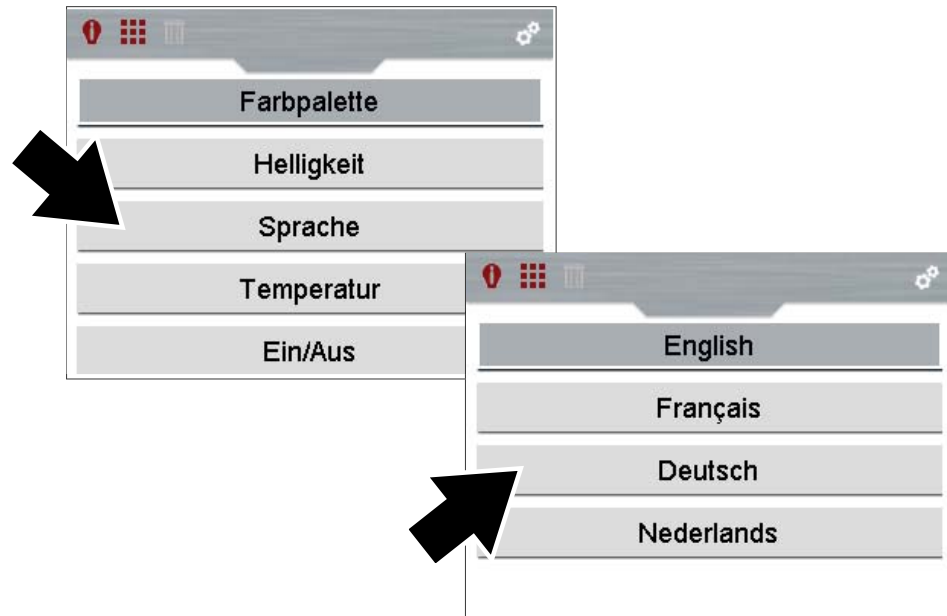 Farbpalette
Helligkeit
Sprache
Temperatur
Ein/Aus
English
Français
Deutsch
Nederlands